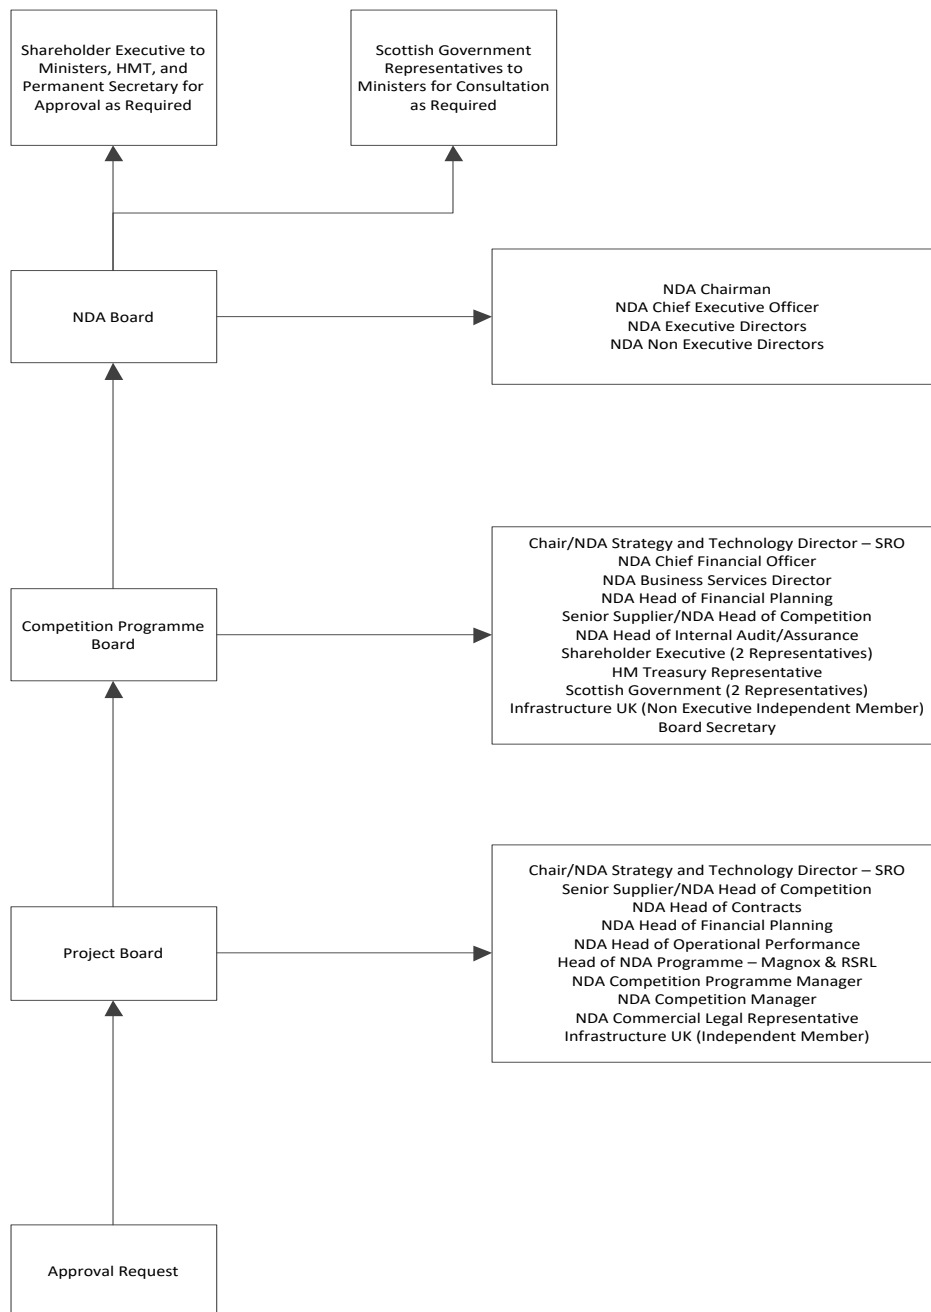 Shareholder Executive to
Ministers, HMT, and
Permanent Secretary for
Approval as Required
Scottish Government
Representatives to
Ministers for Consultation
as Required
NDA Board
NDA Chairman
NDA Chief Executive Officer
NDA Executive Directors
NDA Non Executive Directors
Competition Programme
Board
Chair/NDA Strategy and Technology Director – SRO
NDA Chief Financial Officer
NDA Business Services Director
NDA Head of Financial Planning
Senior Supplier/NDA Head of Competition
NDA Head of Internal Audit/Assurance
Shareholder Executive (2 Representatives)
HM Treasury Representative
Scottish Government (2 Representatives)
Infrastructure UK (Non Executive Independent Member)
Board Secretary
Project Board
Chair/NDA Strategy and Technology Director – SRO
Senior Supplier/NDA Head of Competition
NDA Head of Contracts
NDA Head of Financial Planning
NDA Head of Operational Performance
Head of NDA Programme – Magnox & RSRL
NDA Competition Programme Manager
NDA Competition Manager
NDA Commercial Legal Representative
Infrastructure UK (Independent Member)
Approval Request